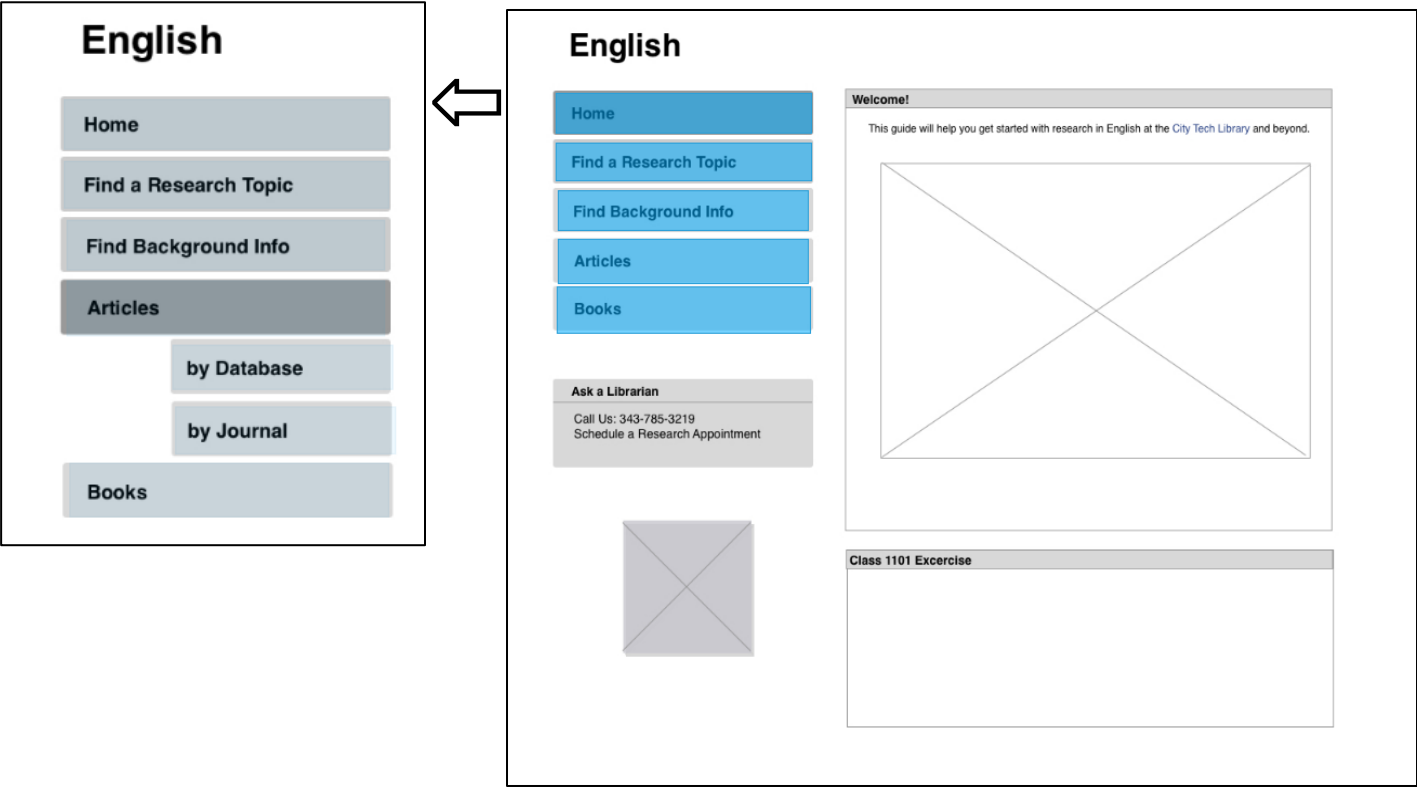 English
Home
Find a Research Topic
Find Background Info
Articles
by Database
by Journal
Books
English
Home
Find a Research Topic
Find Background Info
Articles
Books
Ask a Librarian
Call Us: 343-785-3219
Schedule a Research Appointment
Welcome!
This guide will help you get started with research in English at the City Tech Library and beyond.
Class 1101 Excercise